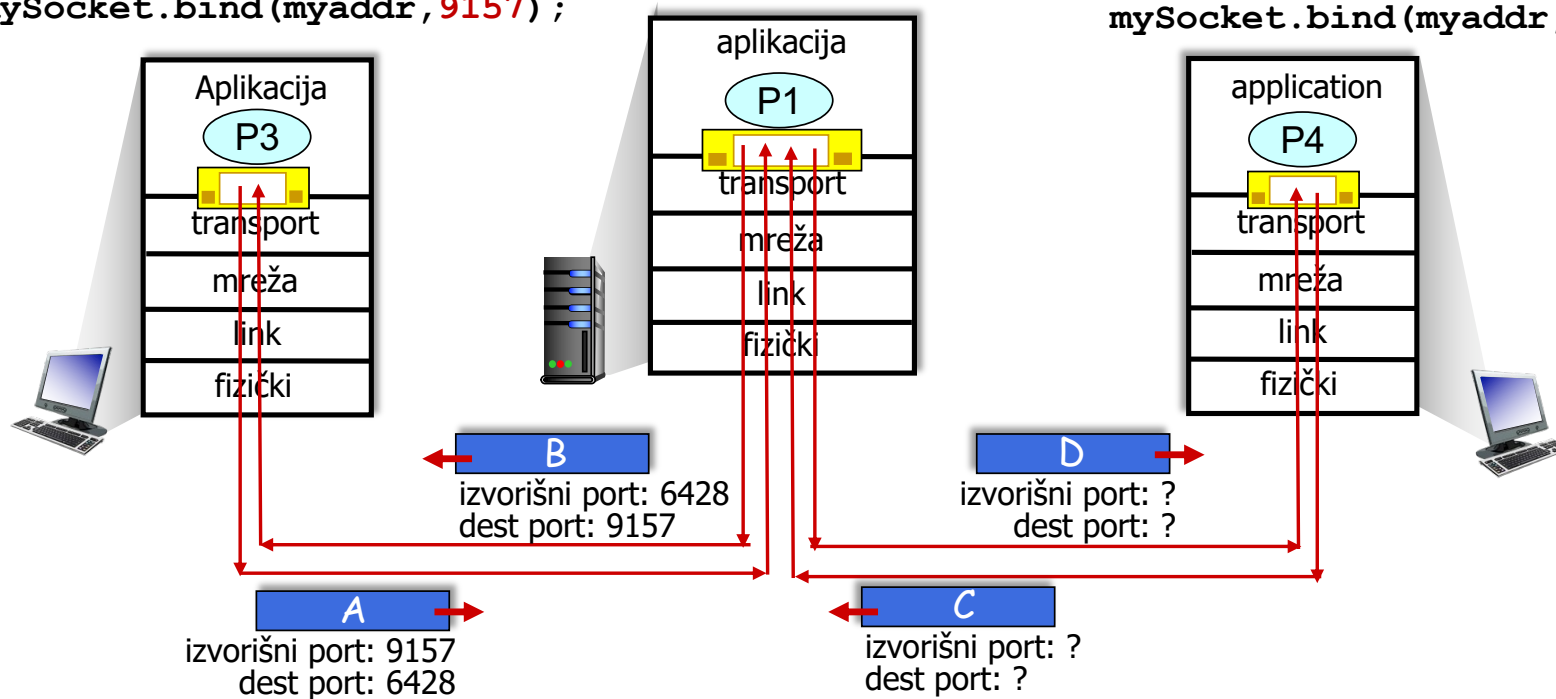 mySocket.bind(myaddr,9157);
mySocket.bind(myaddr,
Aplikacija
P3
transport
mreža
link
fizički
aplikacija
P1
transport
mreža
link
fizički
application
P4
transport
mreža
link
fizički
B
izvorišni port: 6428
dest port: 9157
D
izvorišni port: ?
dest port: ?
A
izvorišni port: 9157
dest port: 6428
C
izvorišni port: ?
dest port: ?